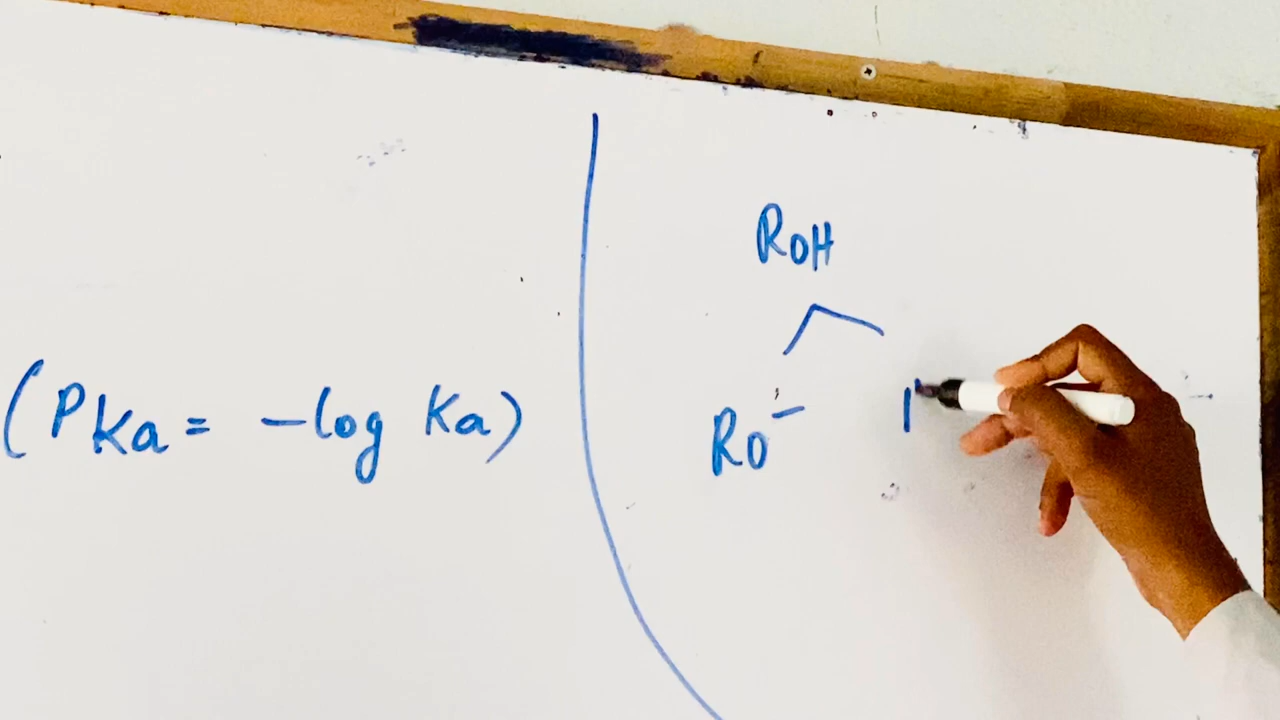 (PKa = -log Ka)
ROH
RO⁻